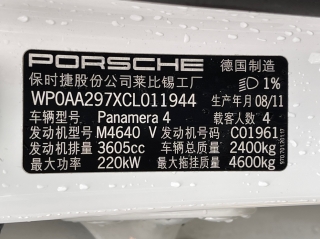 PORSCHE 德国制造
保时捷股份公司莱比锡工厂 1%
WP0AA297XCL011944 生产年月 08/11
车辆型号: Panamera 4 载客人数 4
发动机型号 M4640 V 发动机号 C01961
发动机排量 3605cc 最大总质量 2400kg
最大功率 220kW 最大拖挂质量 4600kg